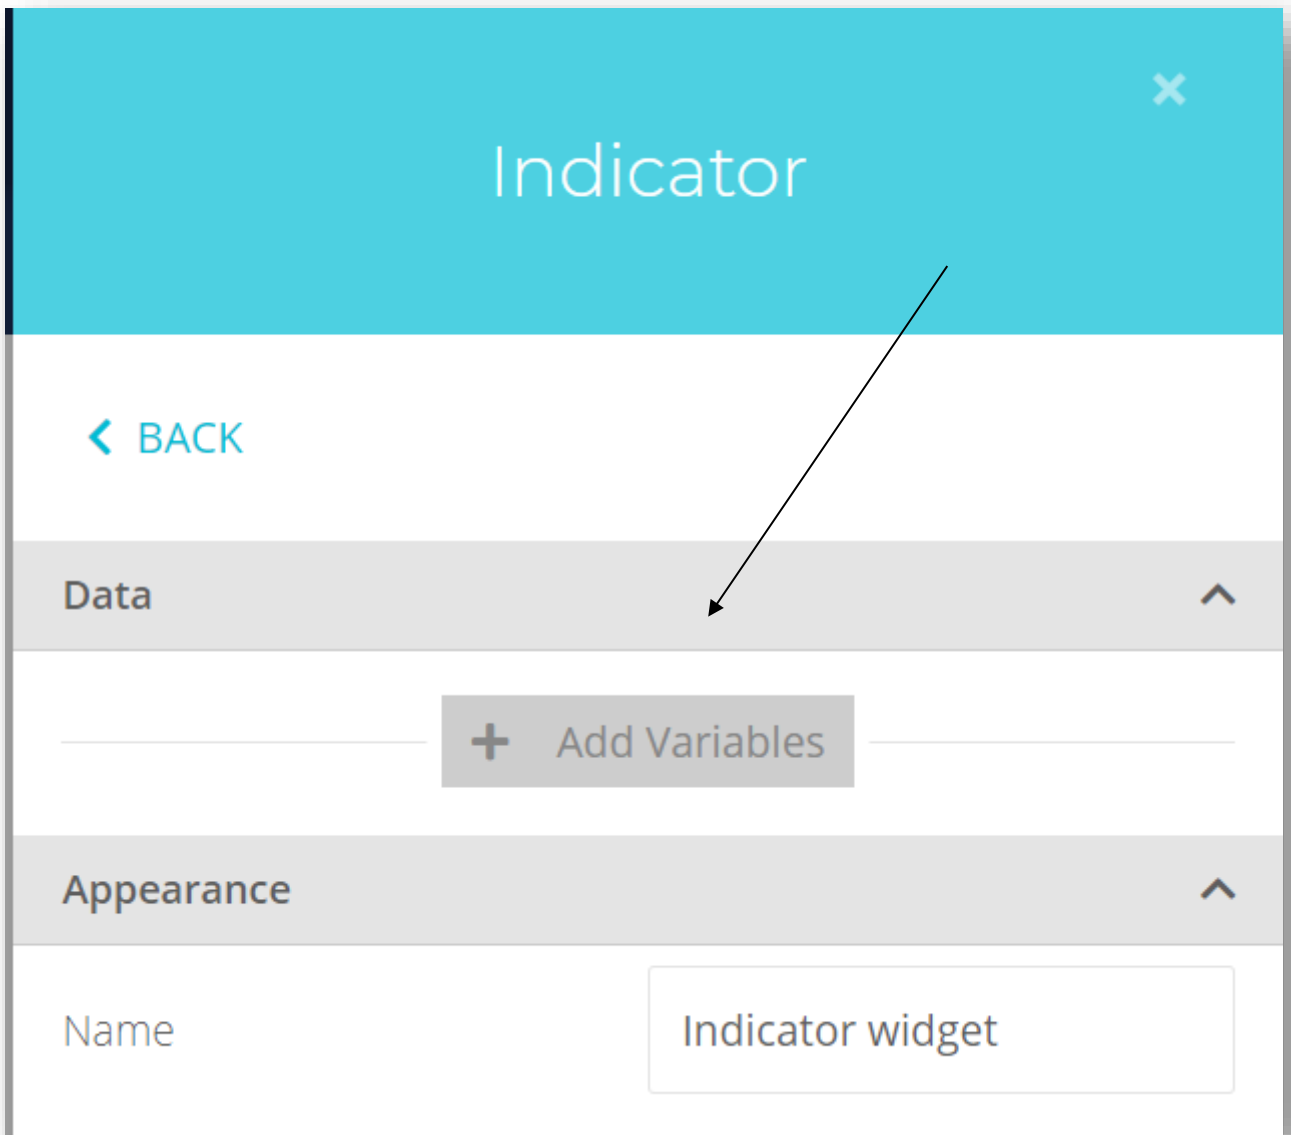 Indicator
BACK
Data
Add Variables
Appearance
Name
Indicator widget